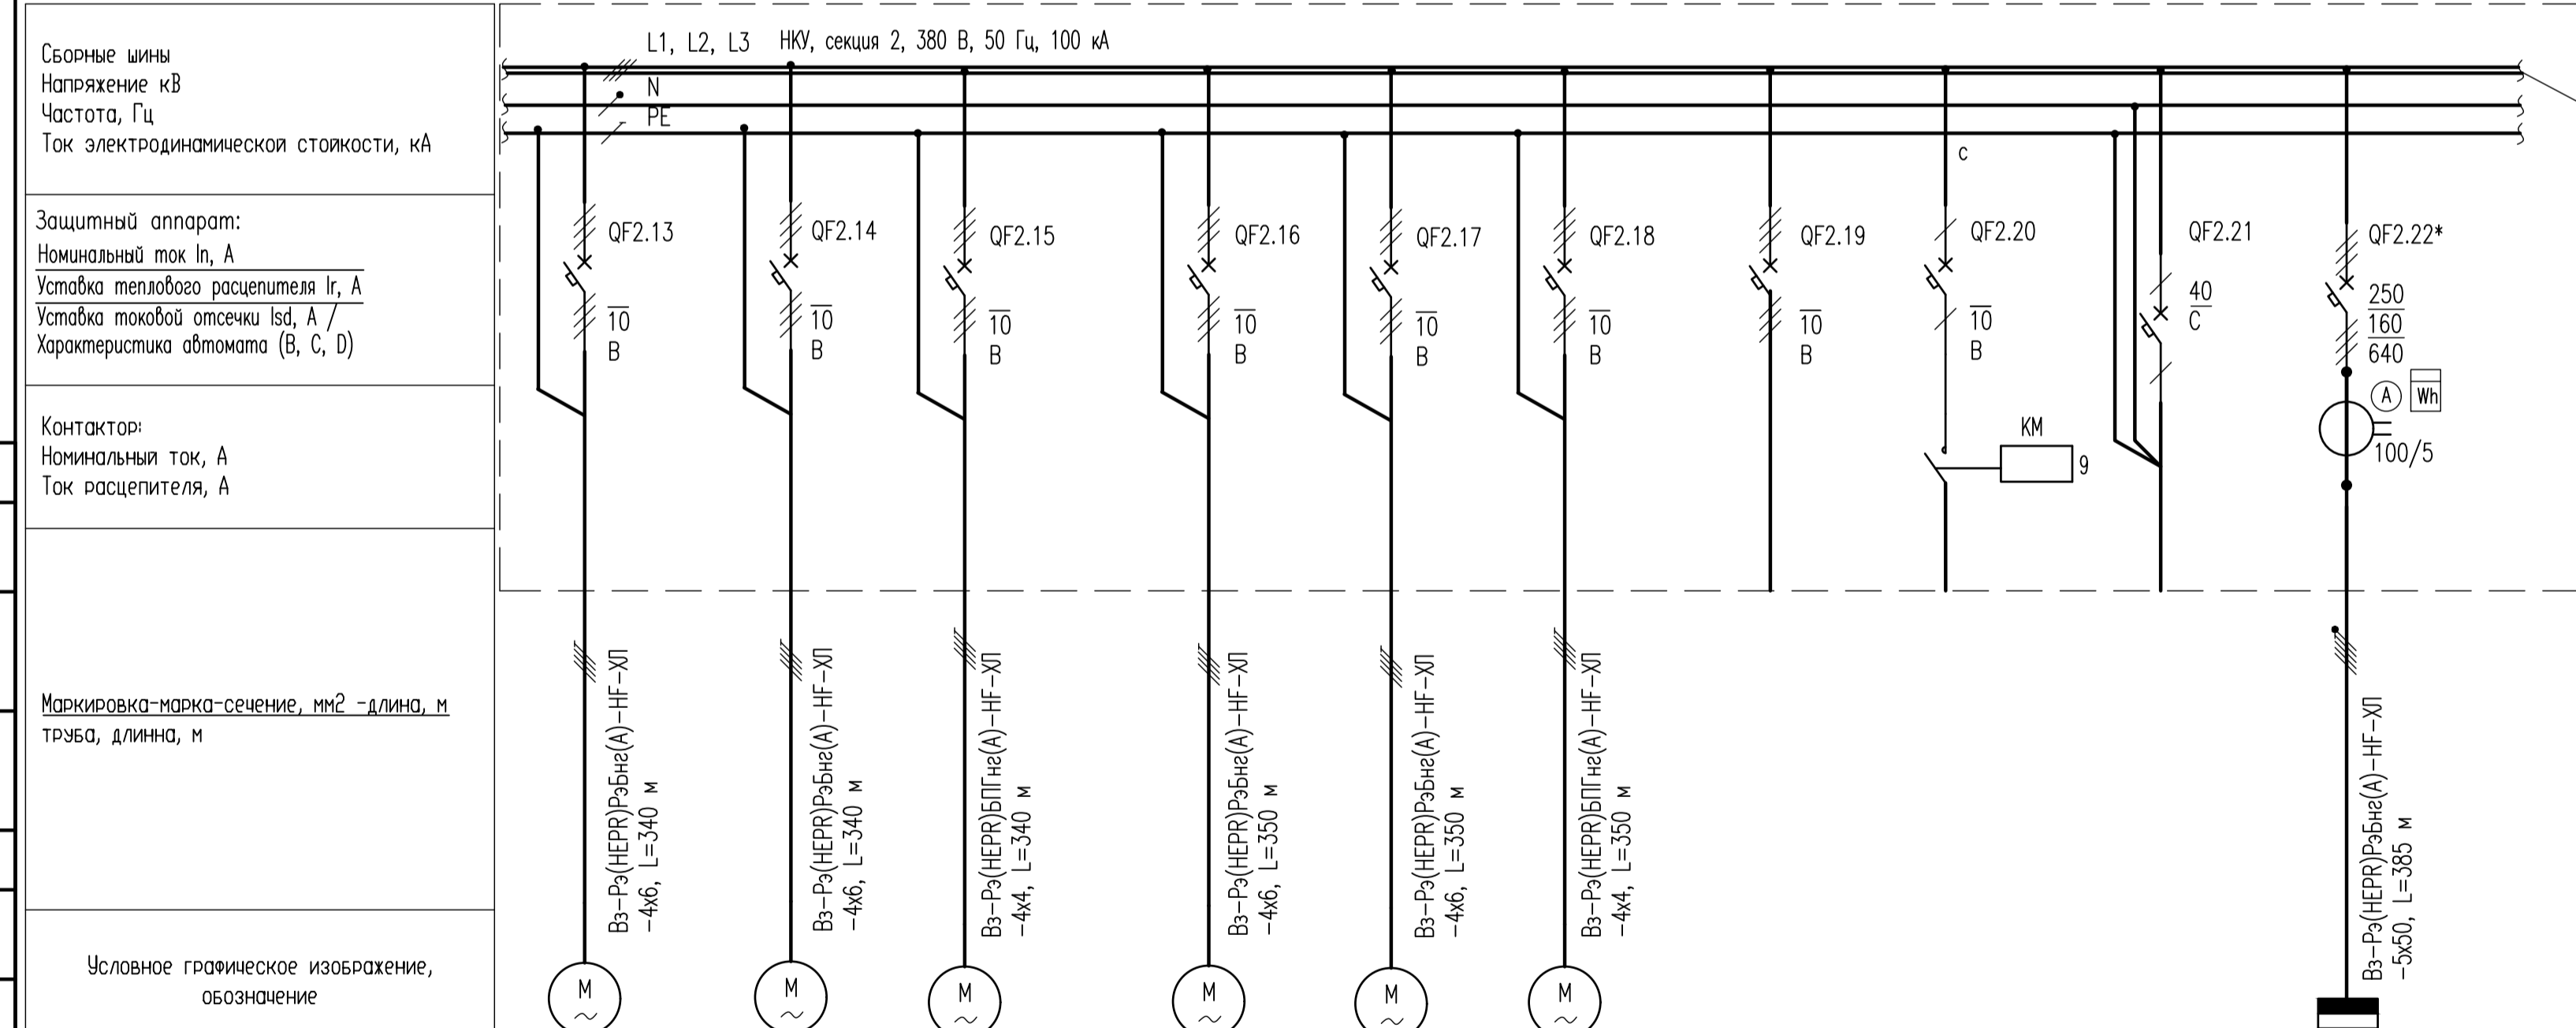 Сборные шины
Напряжение кВ
Частота, Гц
Ток электродинамической стойкости, кА
Защитный аппарат:
Номинальный ток In, А
Уставка теплового расцепителя Ir, А
Уставка токовой отсечки Isd, А /
Характеристика автомата (В, С, D)
Контактор:
Номинальный ток, А
Ток расцепителя, А
Маркировка-марка-сечение, мм2 -длина, м
труба, длинна, м
Условное графическое изображение,
обозначение
L1, L2, L3 НКУ, секция 2, 380 В, 50 Гц, 100 кА
N
PE
c
QF2.13
10
B
QF2.14
10
B
QF2.15
10
B
QF2.16
10
B
QF2.17
10
B
QF2.18
10
B
QF2.19
10
B
QF2.20
10
B
KM
9
QF2.21
40
C
QF2.22*
250
160
640
A
Wh
100/5
Вз-Рэ(HEPR)РэБнг(А)-HF-ХЛ
-4х6, L=340 м
Вз-Рэ(HEPR)РэБнг(А)-HF-ХЛ
-4х6, L=340 м
Вз-Рэ(HEPR)БПГнг(А)-HF-ХЛ
-4х4, L=340 м
Вз-Рэ(HEPR)РэБнг(А)-HF-ХЛ
-4х6, L=350 м
Вз-Рэ(HEPR)РэБнг(А)-HF-ХЛ
-4х6, L=350 м
Вз-Рэ(HEPR)БПГнг(А)-HF-ХЛ
-4х4, L=350 м
Вз-Рэ(HEPR)РэБнг(А)-HF-ХЛ
-5х50, L=385 м
M
~
M
~
M
~
M
~
M
~
M
~